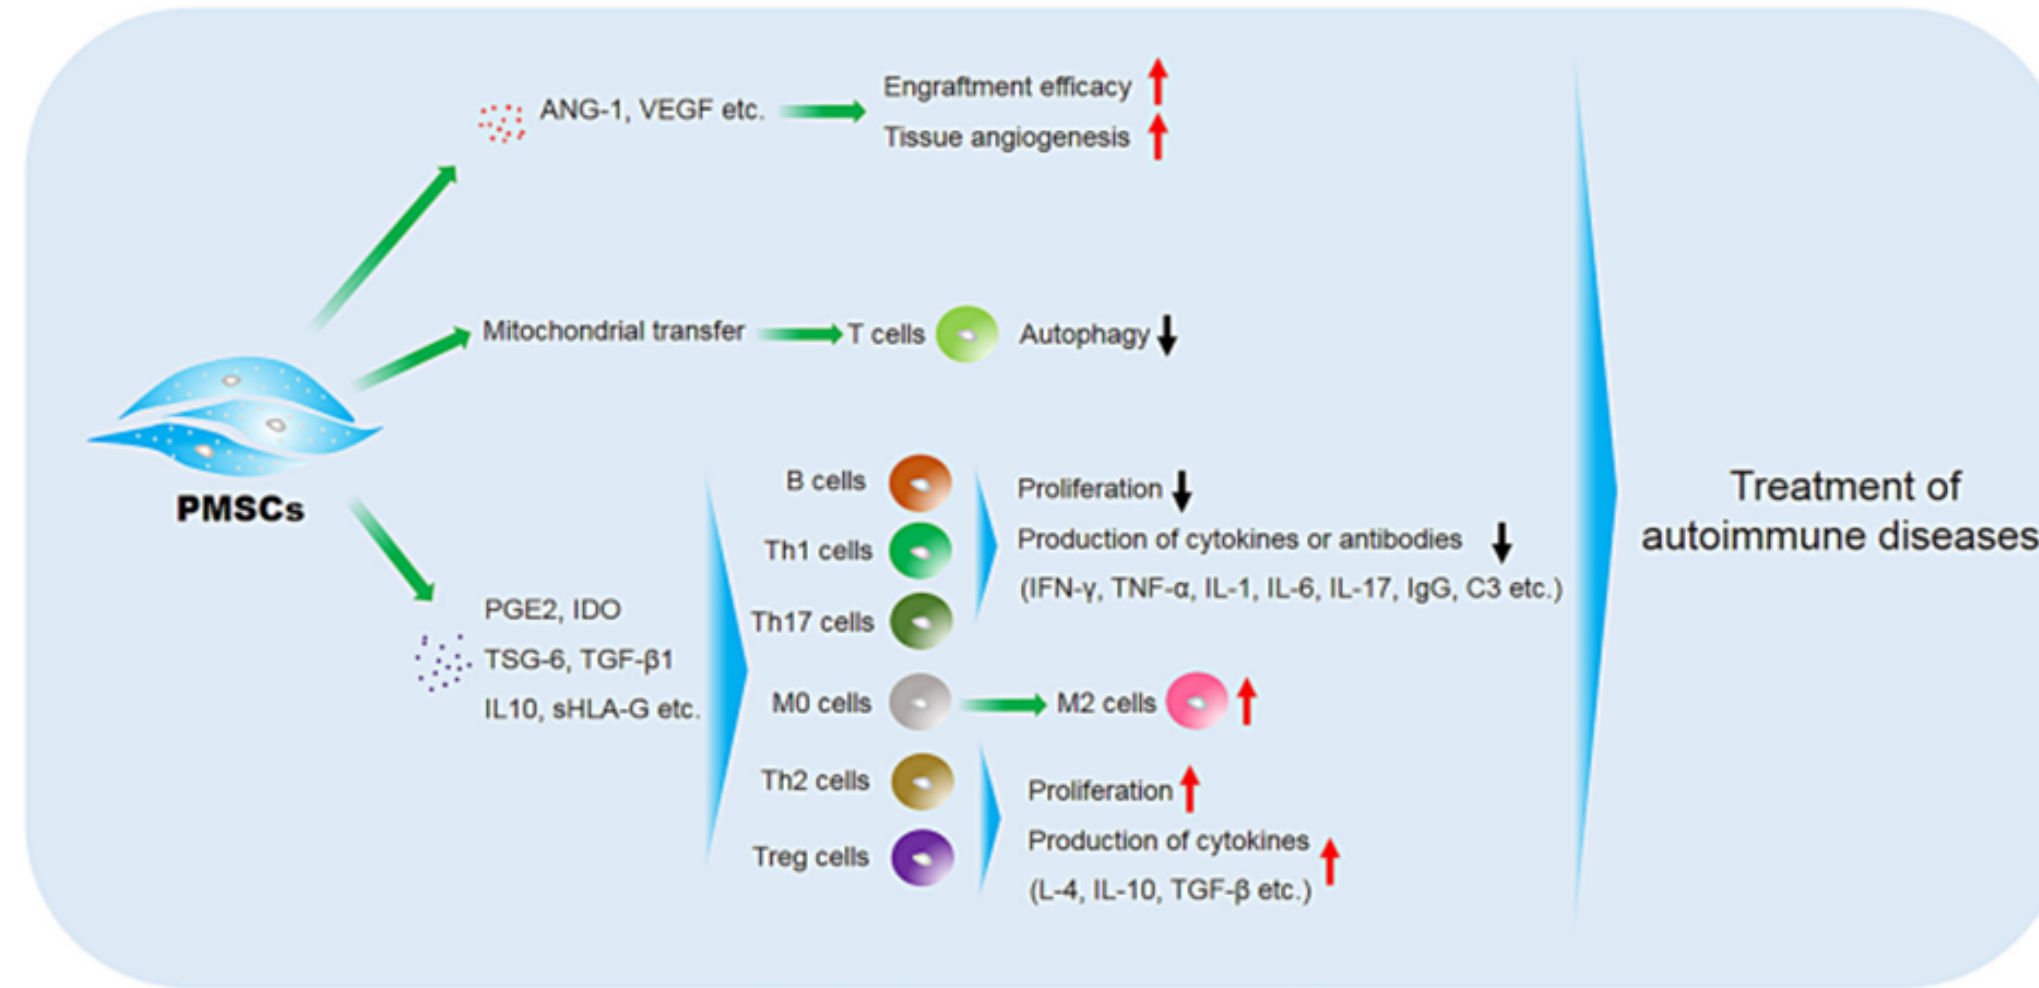 ANG-1, VEGF etc.
Engraftment efficacy
Tissue angiogenesis
Mitochondrial transfer
T cells
Autophagy
PMSCs
PGE2, IDO
TSG-6, TGF-β1
IL10, sHLA-G etc.
B cells
Th1 cells
Th17 cells
M0 cells
Th2 cells
Treg cells
Proliferation
Production of cytokines or antibodies
(IFN-γ, TNF-α, IL-1, IL-6, IL-17, IgG, C3 etc.)
M2 cells
Proliferation
Production of cytokines
(L-4, IL-10, TGF-β etc.)
Treatment of
autoimmune diseases